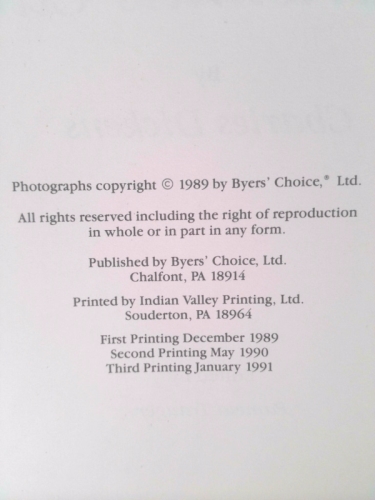 Photographs copyright © 1989 by Byers' Choice,® Ltd.
All rights reserved including the right of reproduction
in whole or in part in any form.
Published by Byers' Choice, Ltd.
Chalfont, PA 18914
Printed by Indian Valley Printing, Ltd.
Souderton, PA 18964
First Printing December 1989
Second Printing May 1990
Third Printing January 1991